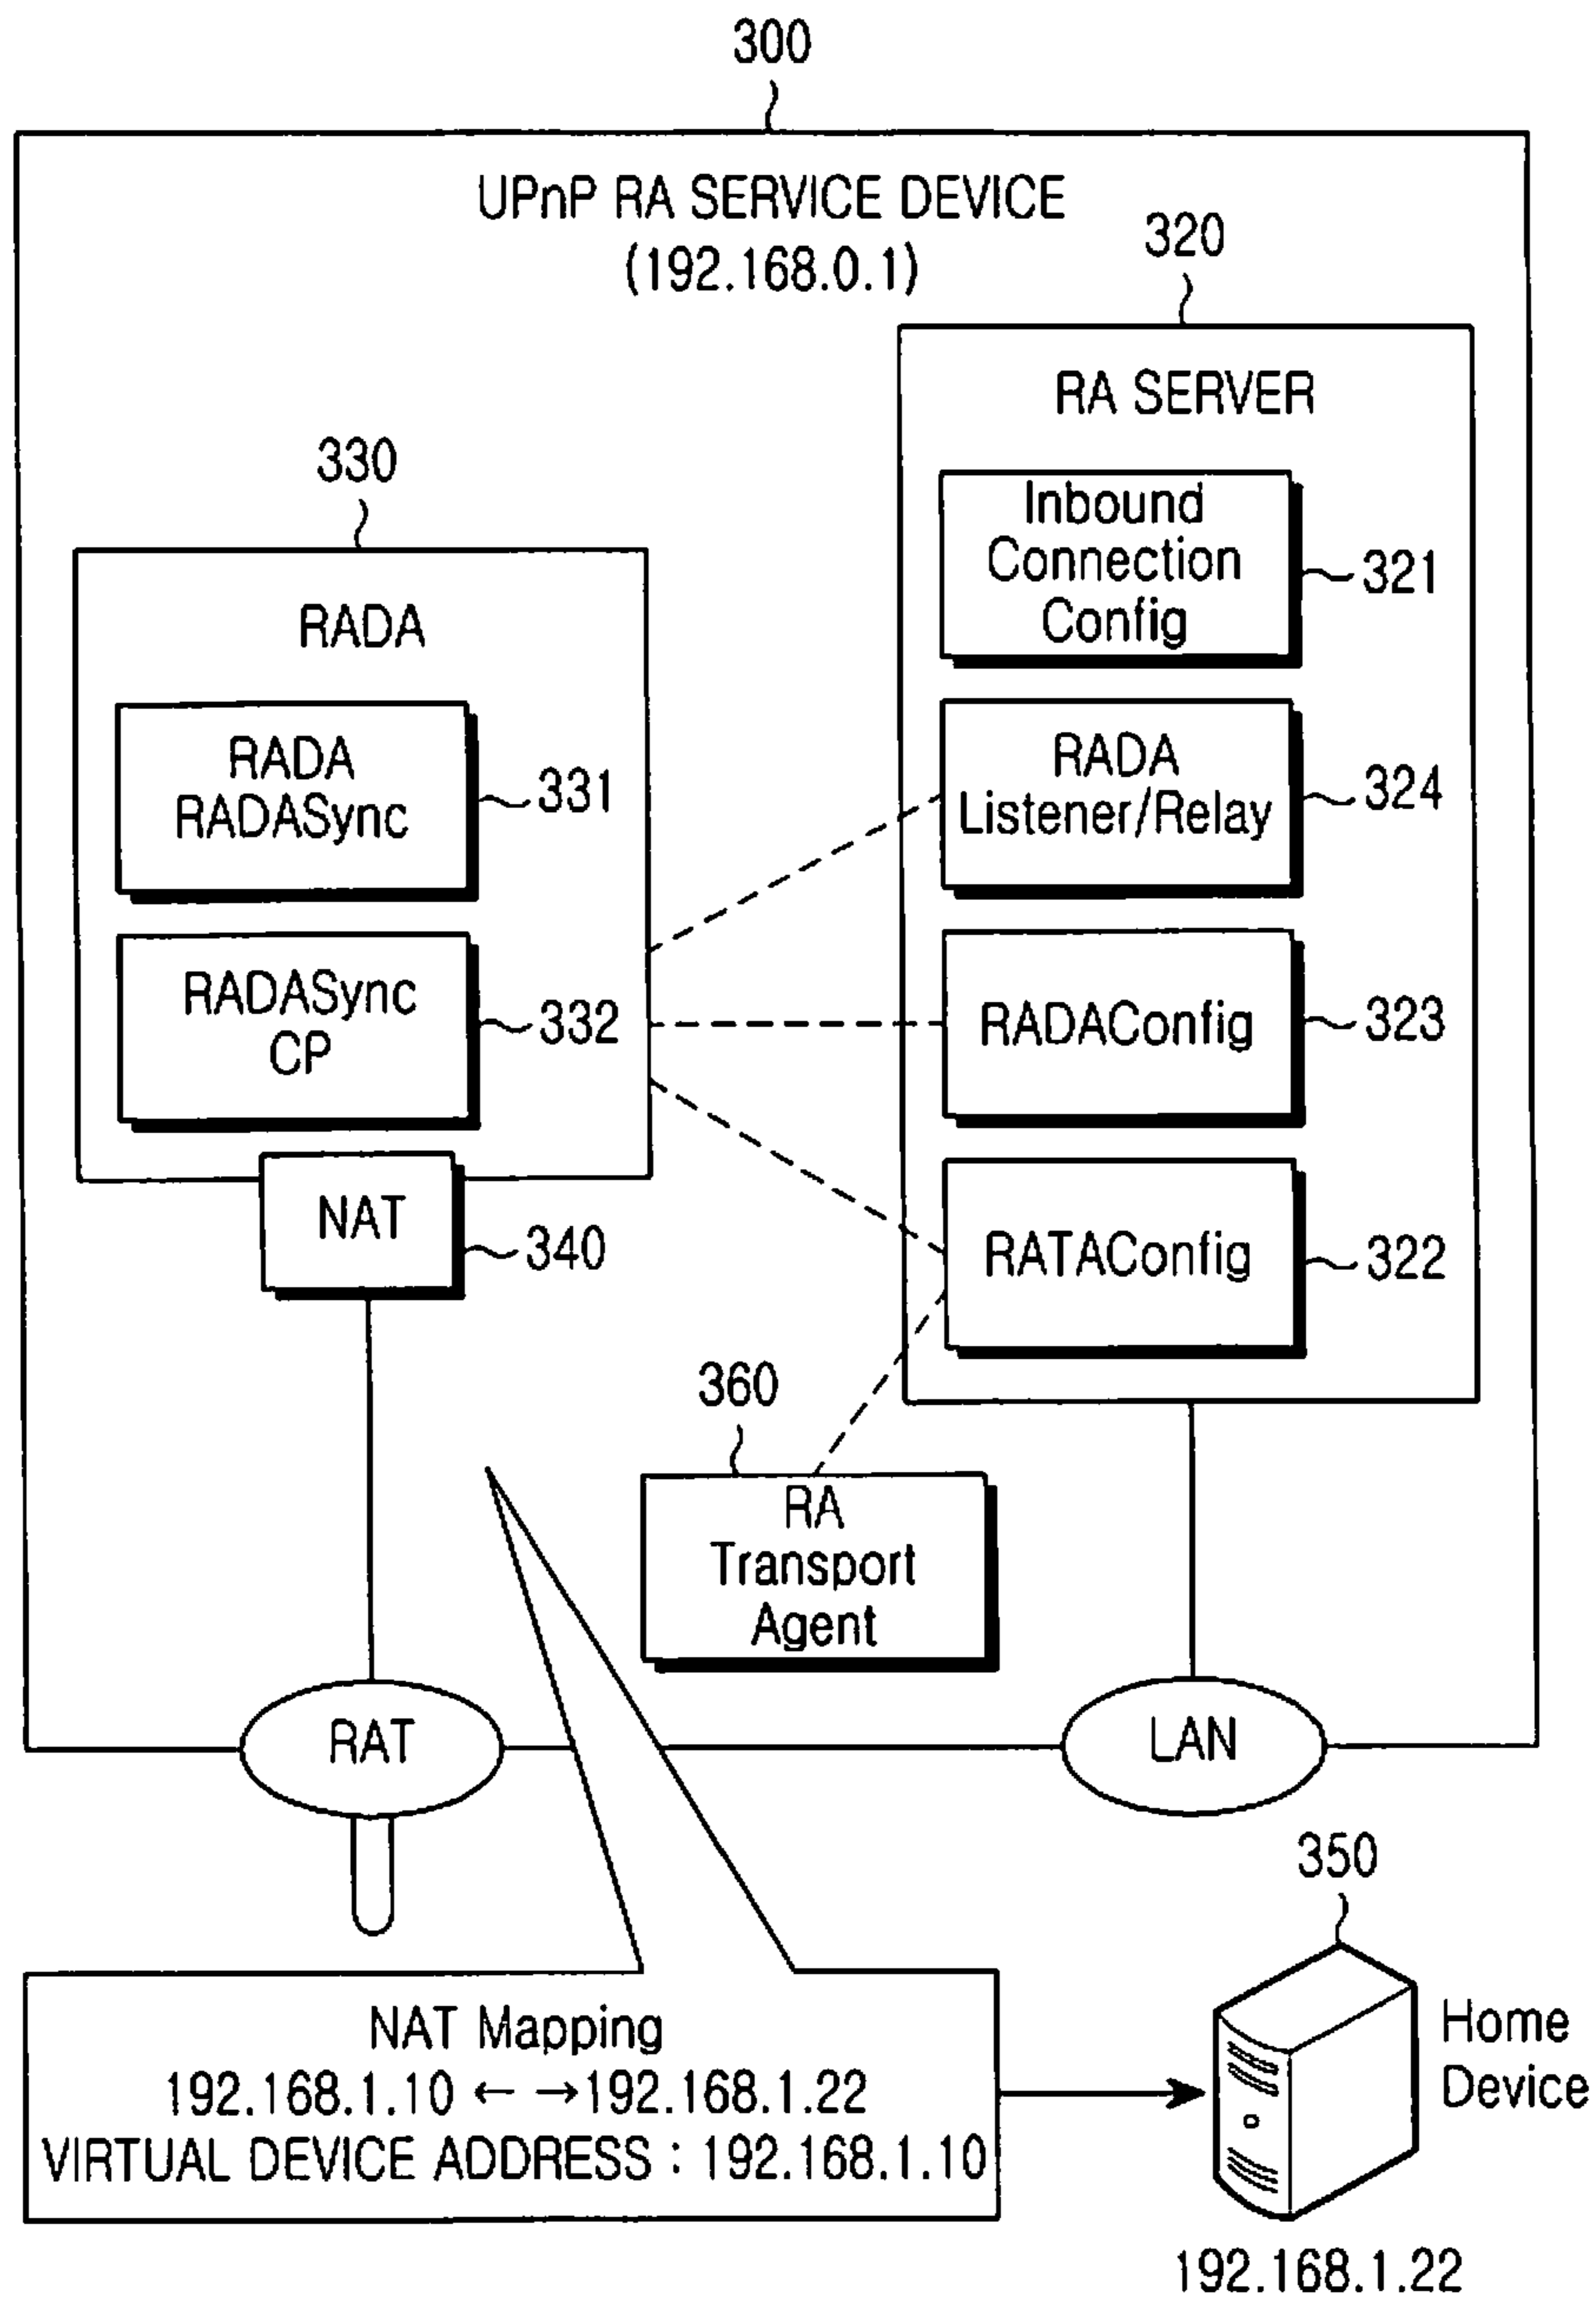 300
UPnP RA SERVICE DEVICE
(192.168.0.1)
320
RA SERVER
Inbound
Connection
Config
321
330
RADA
RADA
RADASync
331
RADA
Listener/Relay
324
RADASync
CP
332
RADAConfig
323
NAT
340
RATAConfig
322
360
RA
Transport
Agent
RAT
LAN
350
Home
Device
NAT Mapping
192.168.1.10 ← →192.168.1.22
VIRTUAL DEVICE ADDRESS : 192.168.1.10
192.168.1.22